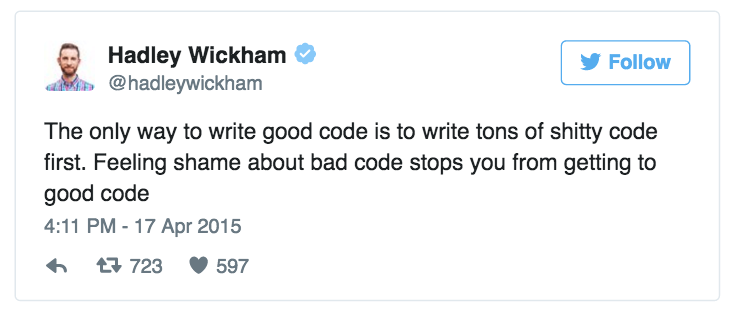 Hadley Wickham
@hadleywickham
Follow
The only way to write good code is to write tons of shitty code
first. Feeling shame about bad code stops you from getting to
good code
4:11 PM - 17 Apr 2015
723 597